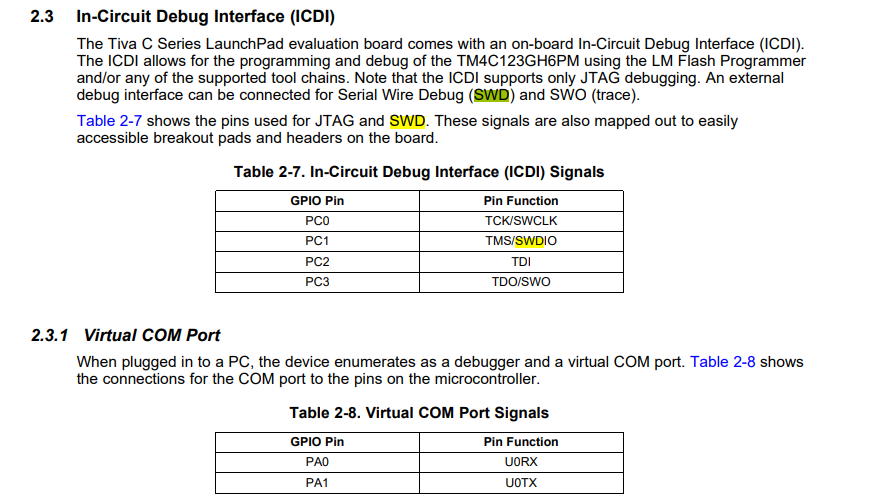 2.3 In-Circuit Debug Interface (ICDI)
The Tiva C Series LaunchPad evaluation board comes with an on-board In-Circuit Debug Interface (ICDI).
The ICDI allows for the programming and debug of the TM4C123GH6PM using the LM Flash Programmer
and/or any of the supported tool chains. Note that the ICDI supports only JTAG debugging. An external
debug interface can be connected for Serial Wire Debug (SWD) and SWO (trace).
Table 2-7 shows the pins used for JTAG and SWD. These signals are also mapped out to easily
accessible breakout pads and headers on the board.
Table 2-7. In-Circuit Debug Interface (ICDI) Signals
GPIO Pin Pin Function
PC0 TCK/SWCLK
PC1 TMS/SWDIO
PC2 TDI
PC3 TDO/SWO
2.3.1 Virtual COM Port
When plugged in to a PC, the device enumerates as a debugger and a virtual COM port. Table 2-8 shows
the connections for the COM port to the pins on the microcontroller.
Table 2-8. Virtual COM Port Signals
GPIO Pin Pin Function
PA0 U0RX
PA1 U0TX